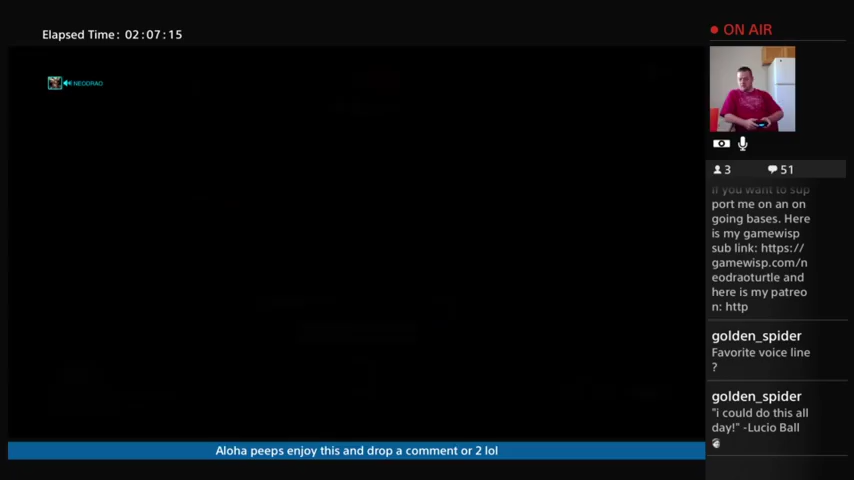 Elapsed Time: 02:07:15
ON AIR
NEODRAO
3
51
If you want to sup
port me on an on
going bases. Here
is my gamewisp
sub link: https://
gamewisp.com/n
eodraoturtle and
here is my patreo
n: http
golden_spider
Favorite voice line
?
golden_spider
"i could do this all
day!" -Lucio Ball
Aloha peeps enjoy this and drop a comment or 2 lol